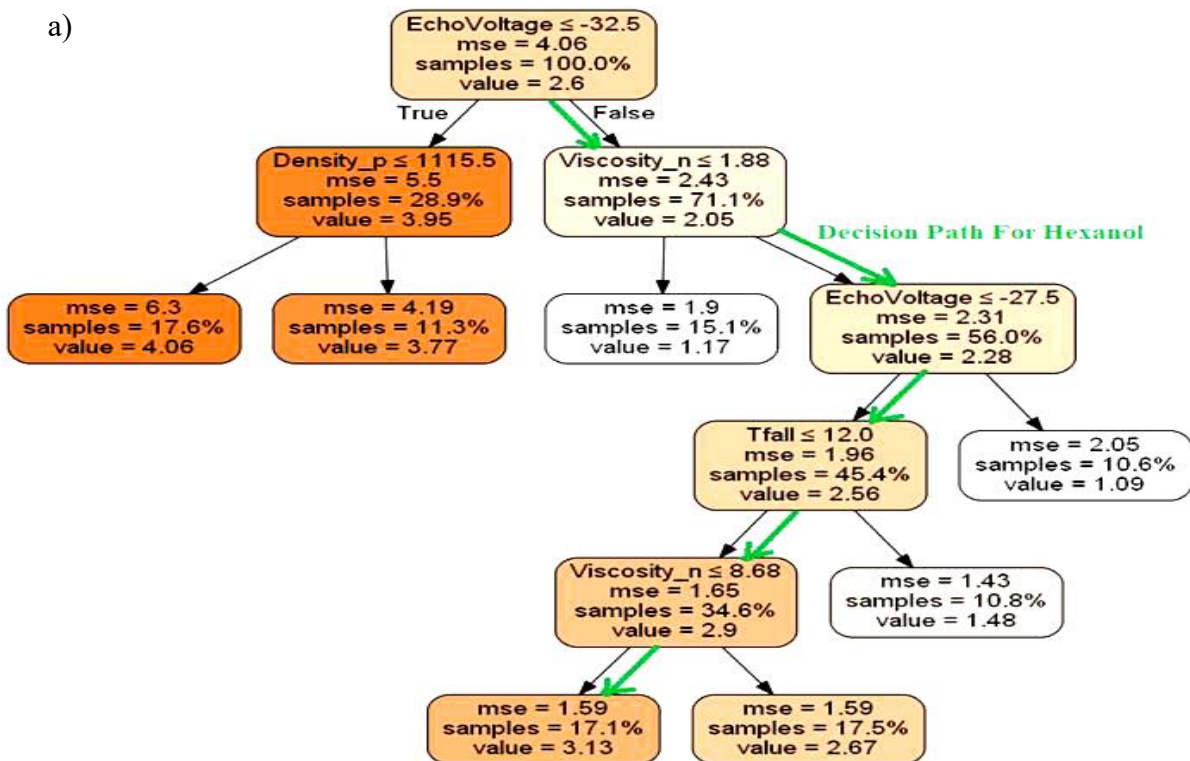 a)
EchoVoltage ≤ -32.5
mse = 4.06
samples = 100.0%
value = 2.6
True
False
Density_p ≤ 1115.5
mse = 5.5
samples = 28.9%
value = 3.95
Viscosity_n ≤ 1.88
mse = 2.43
samples = 71.1%
value = 2.05
Decision Path For Hexanol
mse = 6.3
samples = 17.6%
value = 4.06
mse = 4.19
samples = 11.3%
value = 3.77
mse = 1.9
samples = 15.1%
value = 1.17
EchoVoltage ≤ -27.5
mse = 2.31
samples = 56.0%
value = 2.28
Tfall ≤ 12.0
mse = 1.96
samples = 45.4%
value = 2.56
mse = 2.05
samples = 10.6%
value = 1.09
Viscosity_n ≤ 8.68
mse = 1.65
samples = 34.6%
value = 2.9
mse = 1.43
samples = 10.8%
value = 1.48
mse = 1.59
samples = 17.1%
value = 3.13
mse = 1.59
samples = 17.5%
value = 2.67